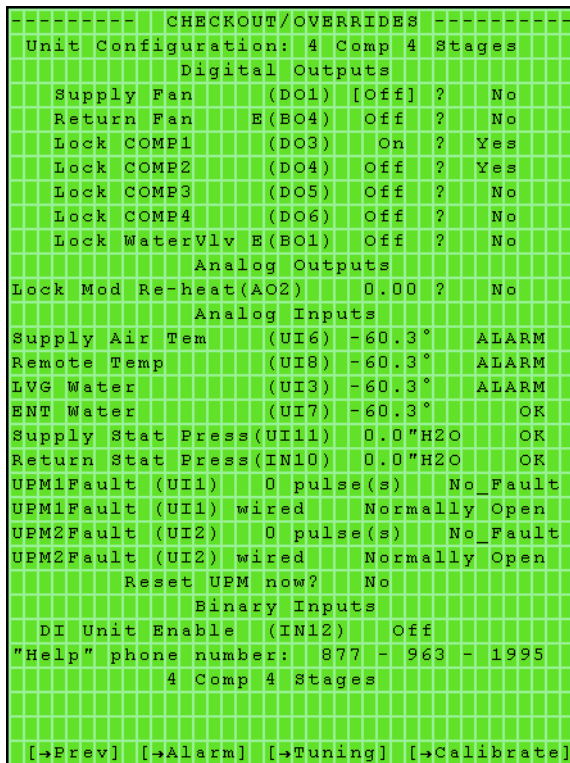 --------- CHECKOUT/OVERRIDES ----------
Unit Configuration: 4 Comp 4 Stages
Digital Outputs
Supply Fan (DO1) [Off] ? No
Return Fan E(BO4) Off ? No
Lock COMP1 (DO3) On ? Yes
Lock COMP2 (DO4) Off ? Yes
Lock COMP3 (DO5) Off ? No
Lock COMP4 (DO6) Off ? No
Lock WaterVlv E(BO1) Off ? No
Analog Outputs
Lock Mod Re-heat(AO2) 0.00 ? No
Analog Inputs
Supply Air Tem (UI6) -60.3° ALARM
Remote Temp (UI8) -60.3° ALARM
LVG Water (UI3) -60.3° ALARM
ENT Water (UI7) -60.3° OK
Supply Stat Press(UI11) 0.0"H2O OK
Return Stat Press(IN10) 0.0"H2O OK
UPM1Fault (UI1) 0 pulse(s) No_Fault
UPM1Fault (UI1) wired Normally Open
UPM2Fault (UI2) 0 pulse(s) No_Fault
UPM2Fault (UI2) wired Normally Open
Reset UPM now? No
Binary Inputs
DI Unit Enable (IN12) Off
"Help" phone number: 877 - 963 - 1995
4 Comp 4 Stages
[→Prev] [→Alarm] [→Tuning] [→Calibrate]